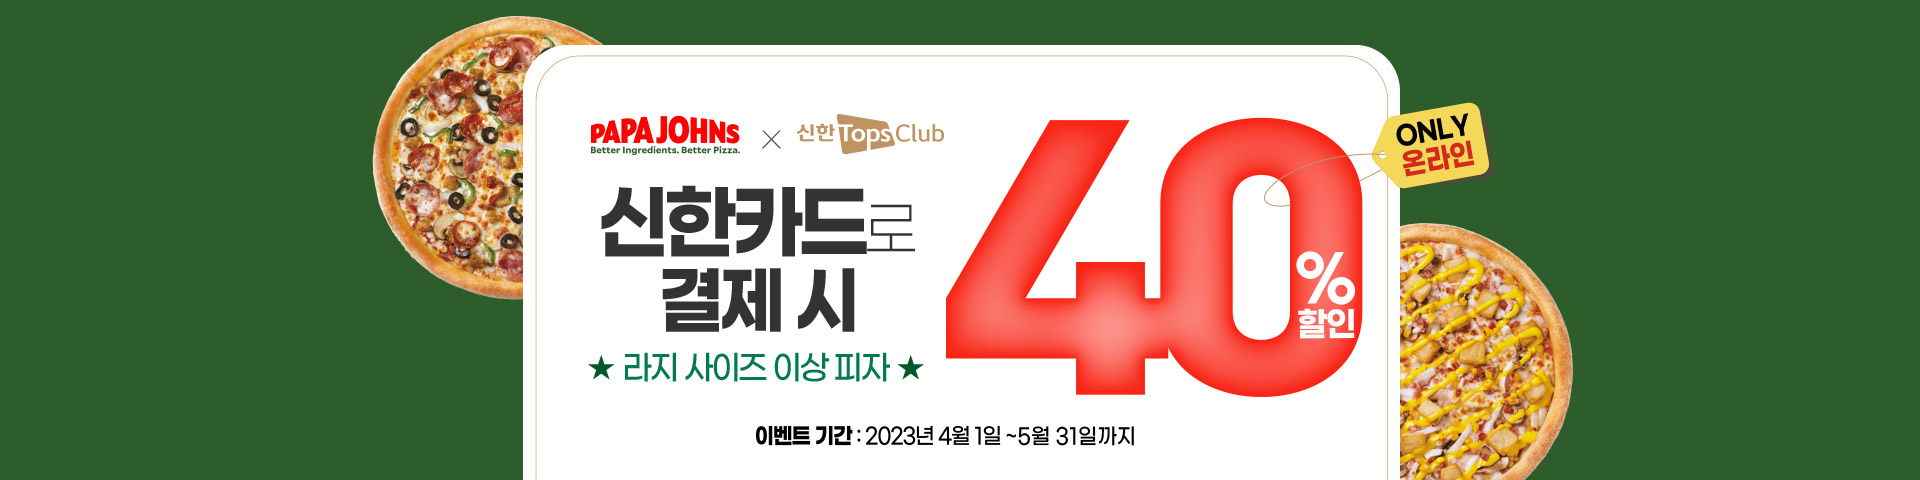 PAPA JOHNS
Better Ingredients. Better Pizza.
신한 Tops Club
신한카드로
결제 시
★ 라지 사이즈 이상 피자 ★
40%
할인
ONLY
온라인
이벤트 기간 : 2023년 4월 1일 ~5월 31일까지